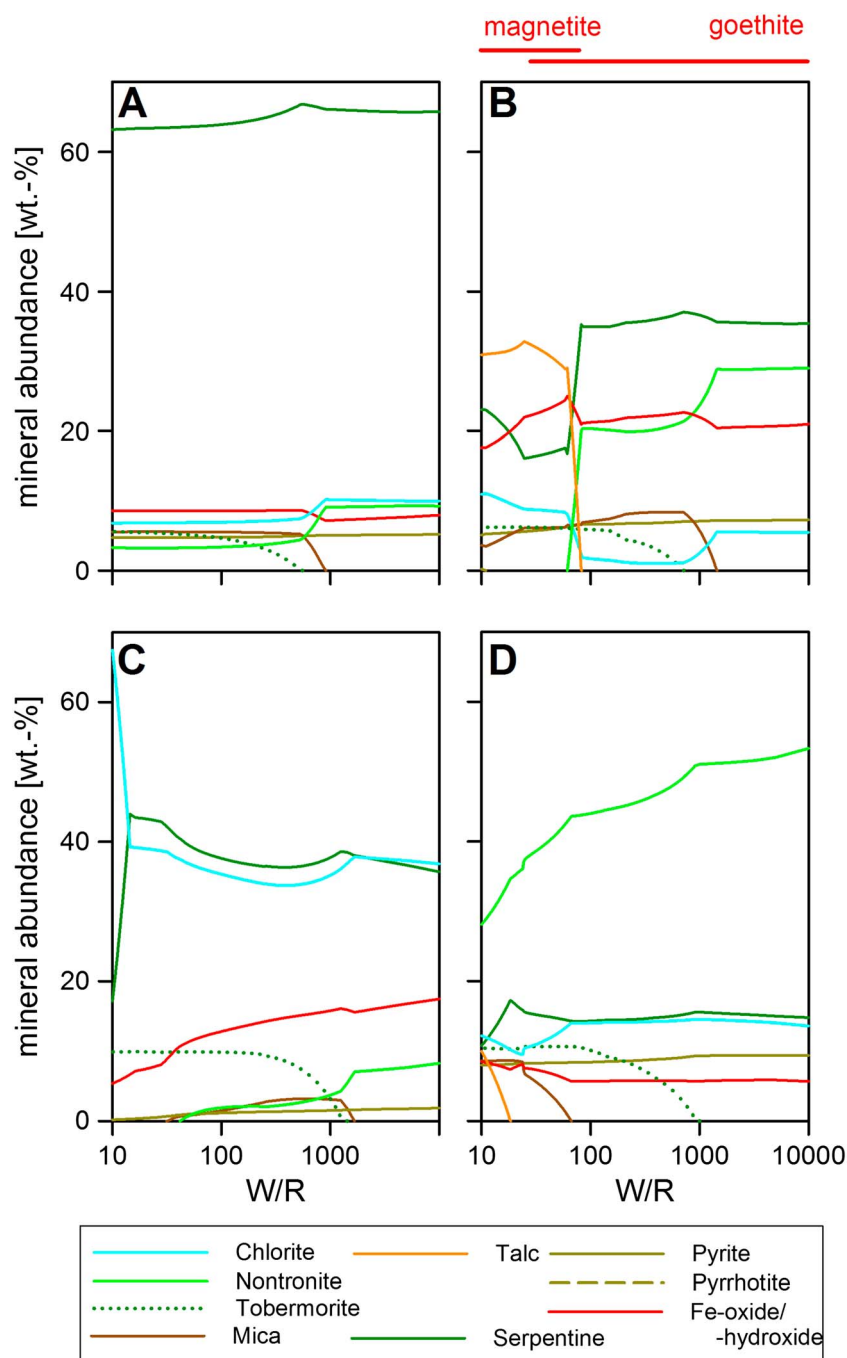 magnetite
goethite
A
B
mineral abundance [wt.-%]
60
40
20
0
C
D
mineral abundance [wt.-%]
60
40
20
0
10
100
1000
10
100
1000
10000
W/R
W/R
Chlorite
Talc
Pyrite
Nontronite
Pyrrhotite
Tobermorite
Fe-oxide/
Mica
Serpentine
-hydroxide